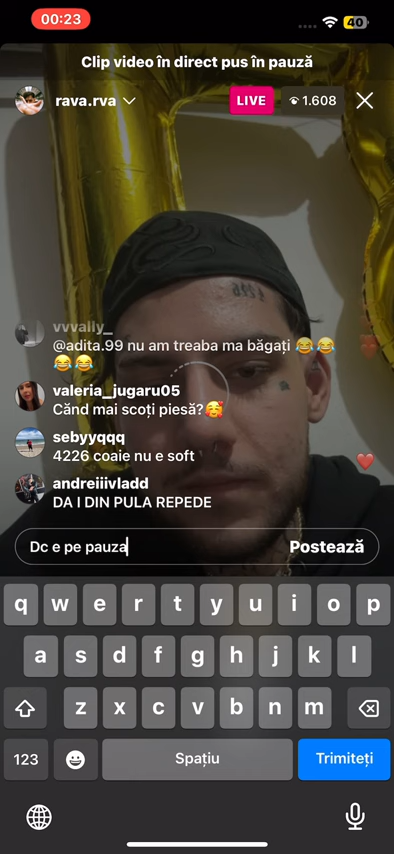 00:23
40
Clip video în direct pus în pauză
rava.rva
LIVE
1.608
vvvally_
@adita.99 nu am treaba ma băgați 😂😂
😂😂
valeria_jugaru05
Când mai scoți piesă?🥰
sebyyqqq
4226 coaie nu e soft
andreiiivladd
DA I DIN PULA REPEDE
Dc e pe pauza
Postează
q w e r t y u i o p
a s d f g h j k l
z x c v b n m
123
Spațiu
Trimiteți